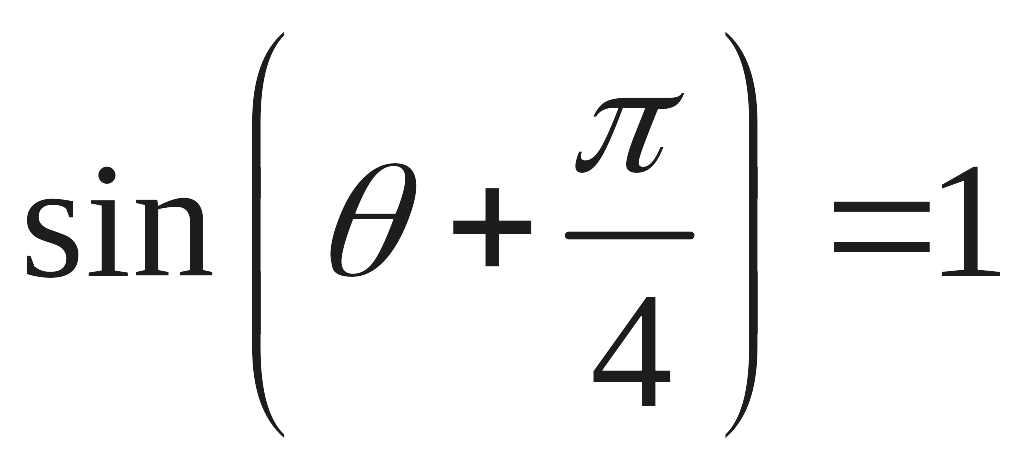 sin(θ + π/4) =1